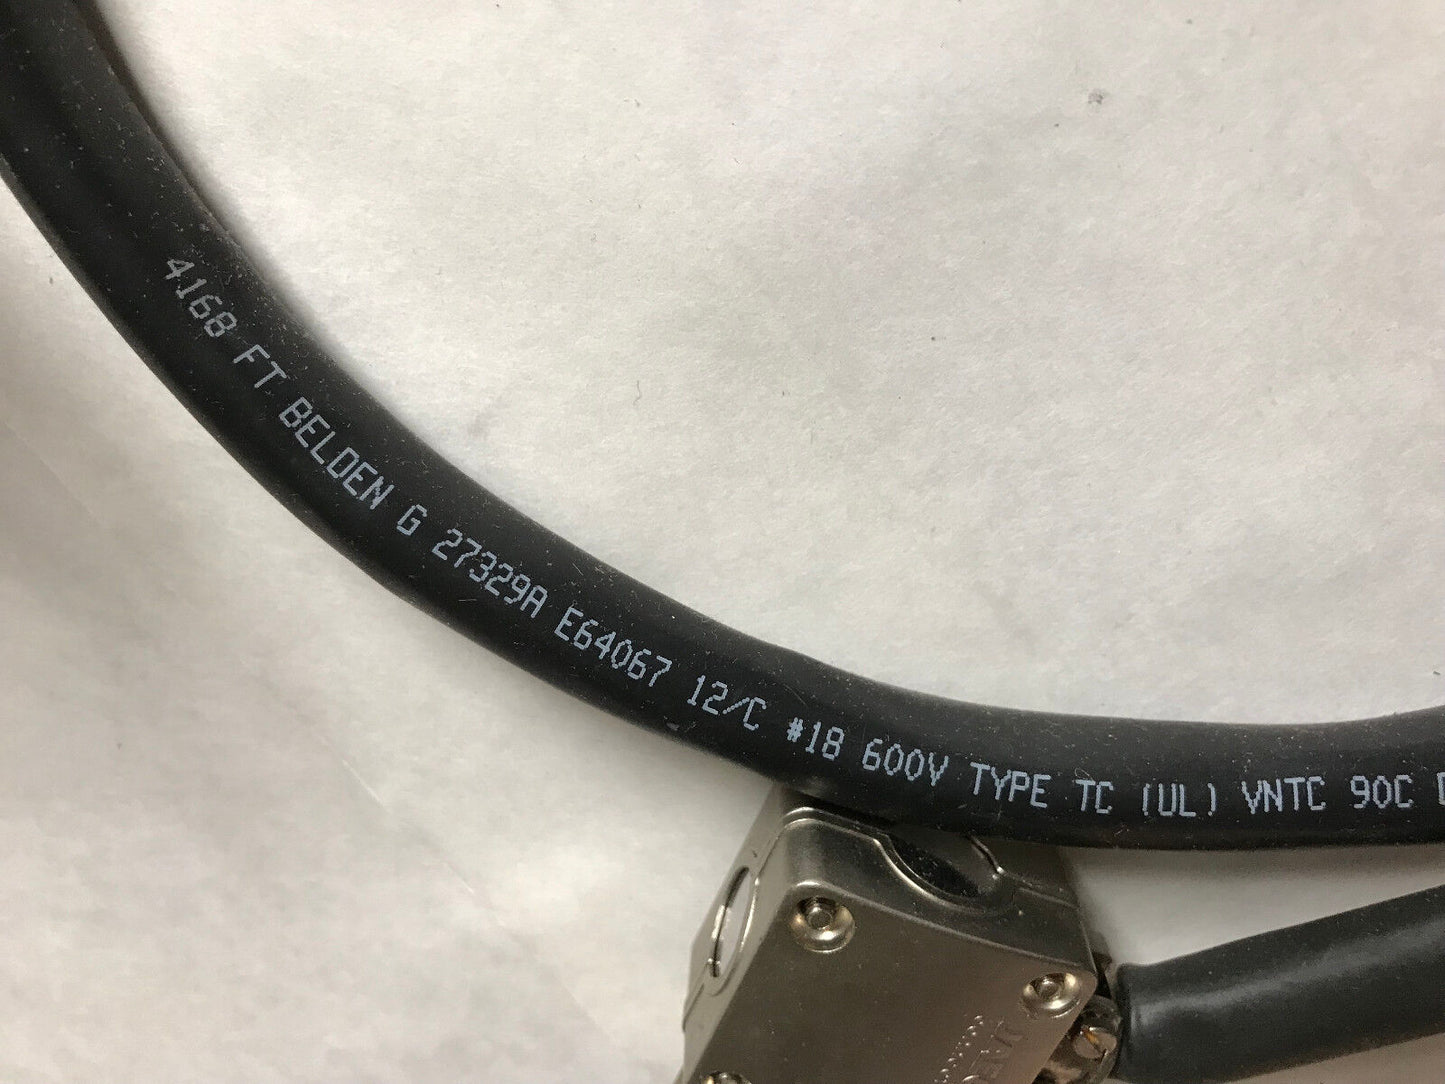 4168 FT BELDEN G 27329A E64067 12/C #18 600V TYPE TC (UL) VNTC 90C